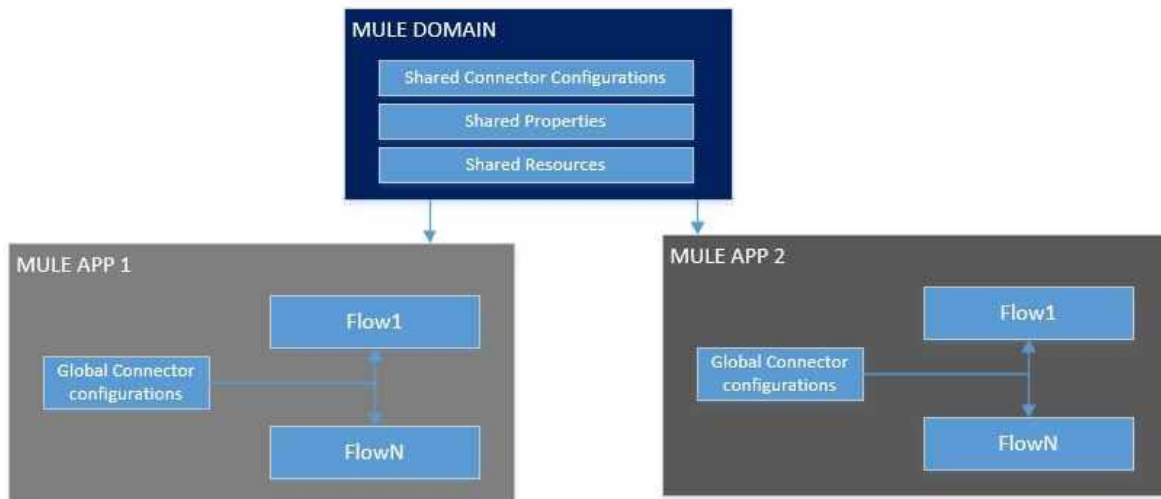 MULE DOMAIN
Shared Connector Configurations
Shared Properties
Shared Resources
MULE APP 1
Flow1
Global Connector
configurations
FlowN
MULE APP 2
Flow1
Global Connector
configurations
FlowN